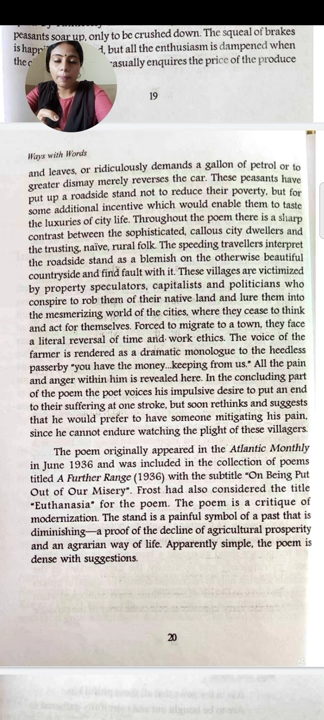 peasants soar up, only to be crushed down. The squeal of brakes
is but all the enthusiasm is dampened when
the casually enquires the price of the produce
19
Ways with Words
and leaves, or ridiculously demands a gallon of petrol or to
greater dismay merely reverses the car. These peasants have
put up a roadside stand not to reduce their poverty, but for
some additional incentive which would enable them to taste
the luxuries of city life. Throughout the poem there is a sharp
contrast between the sophisticated, callous city dwellers and
the trusting, naïve, rural folk. The speeding travellers interpret
the roadside stand as a blemish on the otherwise beautiful
countryside and find fault with it. These villages are victimized
by property speculators, capitalists and politicians who
conspire to rob them of their native land and lure them into
the mesmerizing world of the cities, where they cease to think
and act for themselves. Forced to migrate to a town, they face
a literal reversal of time and work ethics. The voice of the
farmer is rendered as a dramatic monologue to the heedless
passerby "you have the money...keeping from us." All the pain
and anger within him is revealed here. In the concluding part
of the poem the poet voices his impulsive desire to put an end
to their suffering at one stroke, but soon rethinks and suggests
that he would prefer to have someone mitigating his pain,
since he cannot endure watching the plight of these villagers.
The poem originally appeared in the Atlantic Monthly
in June 1936 and was included in the collection of poems
titled A Further Range (1936) with the subtitle "On Being Put
Out of Our Misery". Frost had also considered the title
"Euthanasia" for the poem. The poem is a critique of
modernization. The stand is a painful symbol of a past that is
diminishing—a proof of the decline of agricultural prosperity
and an agrarian way of life. Apparently simple, the poem is
dense with suggestions.
20